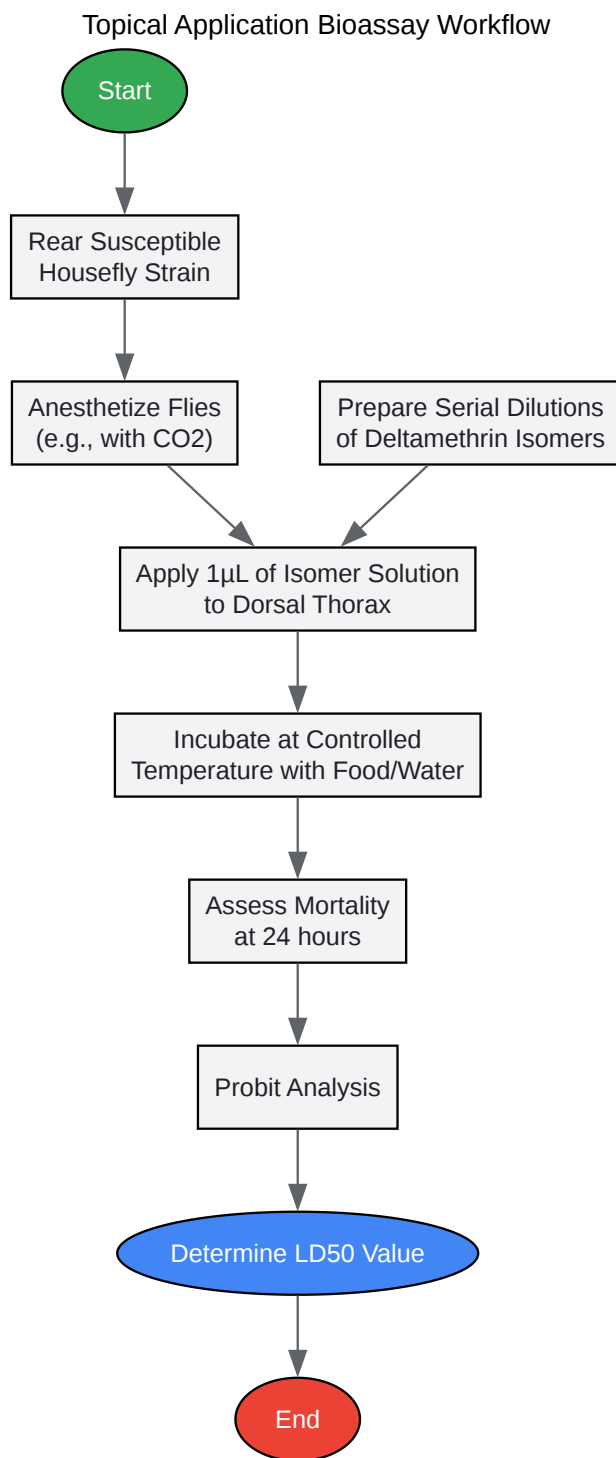 Topical Application Bioassay Workflow
Start
Rear Susceptible
Housefly Strain
Anesthetize Flies
(e.g., with CO2)
Prepare Serial Dilutions
of Deltamethrin Isomers
Apply 1µL of Isomer Solution
to Dorsal Thorax
Incubate at Controlled
Temperature with Food/Water
Assess Mortality
at 24 hours
Probit Analysis
Determine LD50 Value
End